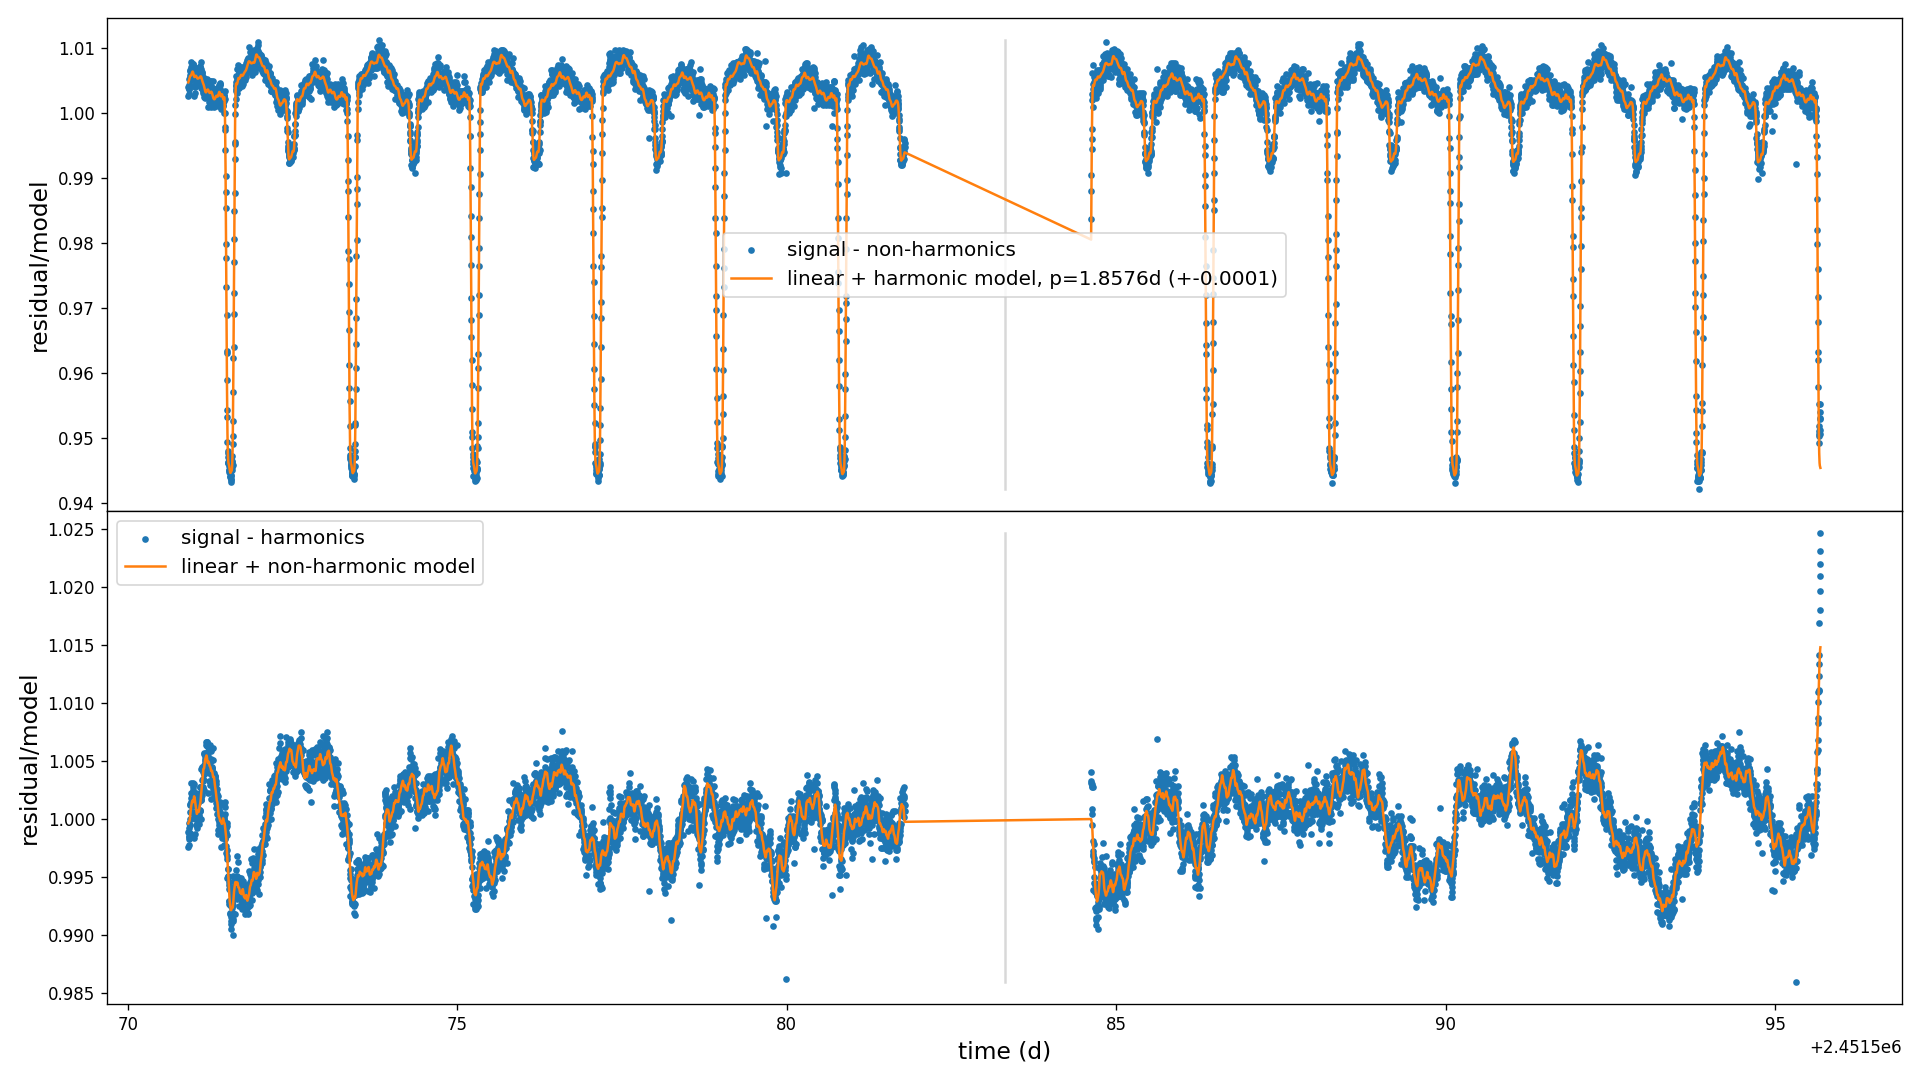 1.01
1.00
0.99
0.98
0.97
0.96
0.95
0.94
residual/model
signal - non-harmonics
linear + harmonic model, p=1.8576d (+-0.0001)
1.025
1.020
1.015
1.010
1.005
1.000
0.995
0.990
0.985
residual/model
signal - harmonics
linear + non-harmonic model
70 75 80 85 90 95
time (d)
+2.4515e6